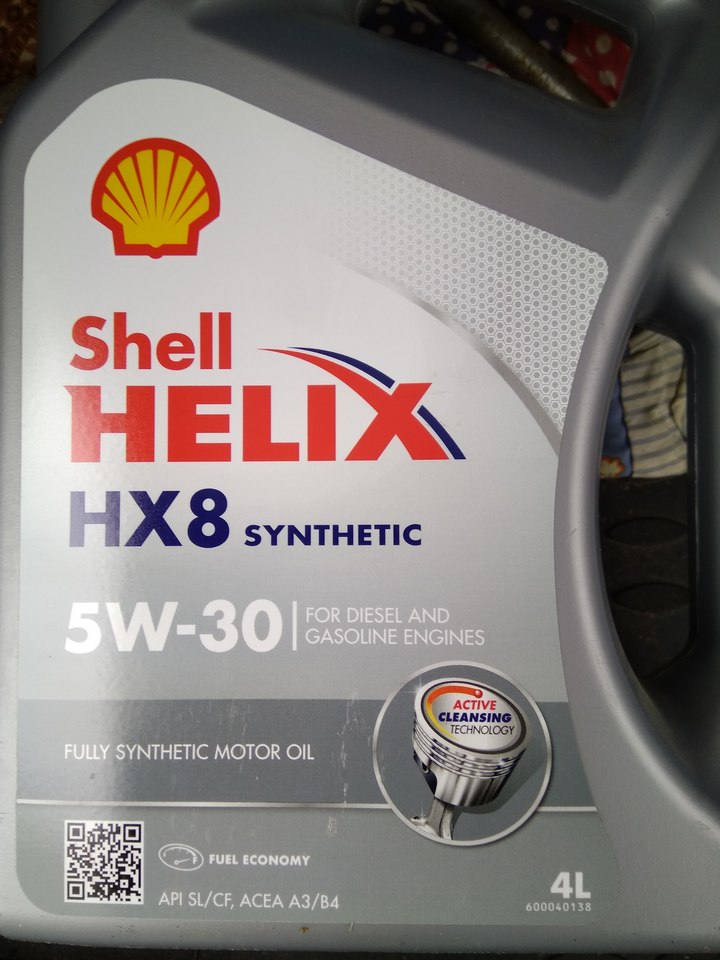 Shell
HELIX
HX8 SYNTHETIC
5W-30
FOR DIESEL AND
GASOLINE ENGINES
ACTIVE
CLEANSING
TECHNOLOGY
FULLY SYNTHETIC MOTOR OIL
FUEL ECONOMY
API SL/CF, ACEA A3/B4
4L
600040138